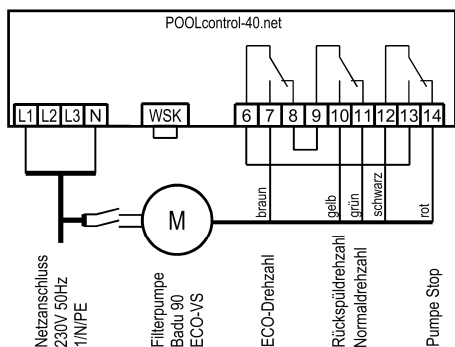 POOLcontrol-40.net
L1 L2 L3 N WSK 6 7 8 9 10 11 12 13 14
braun
gelb
grün
schwarz
rot
M
Netzanschluss
230V 50Hz
1/N/PE
Filterpumpe
Badu 90
ECO-VS
ECO-Drehzahl
Rückspüldrehzahl
Normaldrehzahl
Pumpe Stop